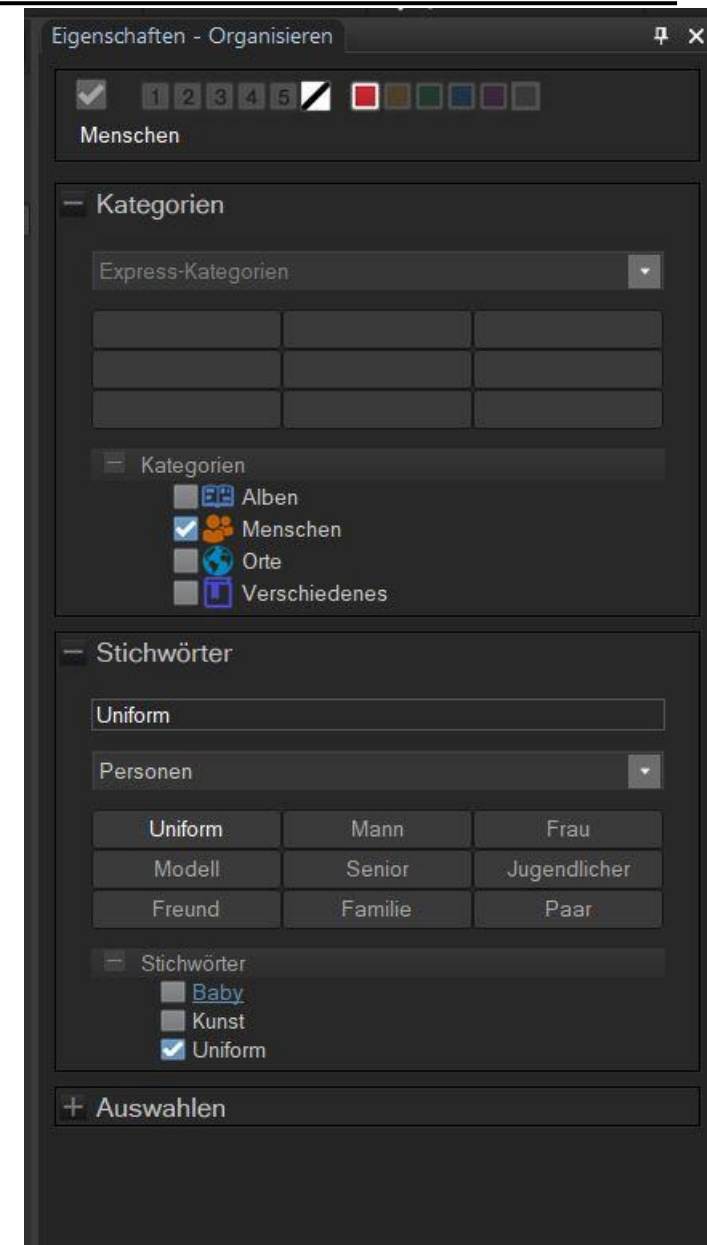 Eigenschaften - Organisieren
1 2 3 4 5
Menschen
Kategorien
Express-Kategorien
Kategorien
Alben
Menschen
Orte
Verschiedenes
Stichwörter
Uniform
Personen
Uniform Mann Frau
Modell Senior Jugendlicher
Freund Familie Paar
Stichwörter
Baby
Kunst
Uniform
Auswahlen